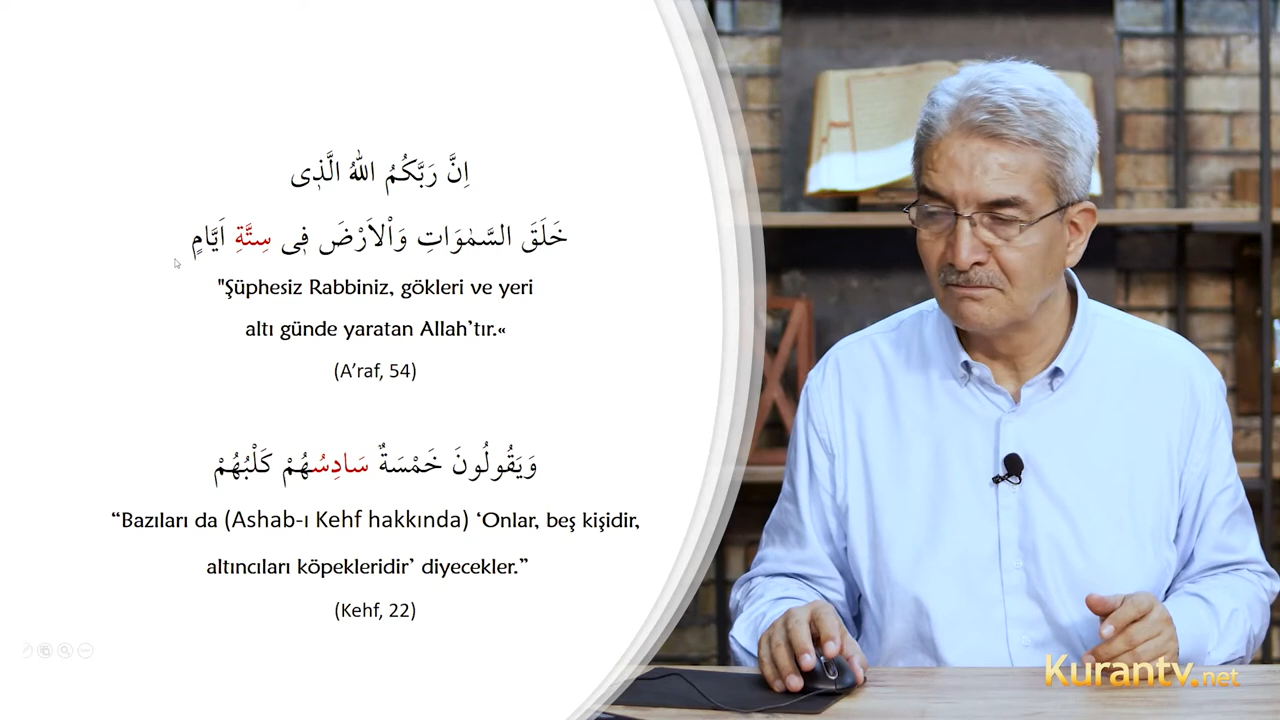 اِنَّ رَبَّكُمُ اللّٰهُ الَّذ۪ى
خَلَقَ السَّمٰوَاتِ وَالْاَرْضَ ف۪ى سِتَّةِ اَيَّامٍ
"Şüphesiz Rabbiniz, gökleri ve yeri
altı günde yaratan Allah’tır.«
(A’raf, 54)
وَيَقُولُونَ خَمْسَةٌ سَادِسُهُمْ كَلْبُهُمْ
“Bazıları da (Ashab-ı Kehf hakkında) ‘Onlar, beş kişidir,
altıncıları köpekleridir’ diyecekler.”
(Kehf, 22)
Kurantv.net